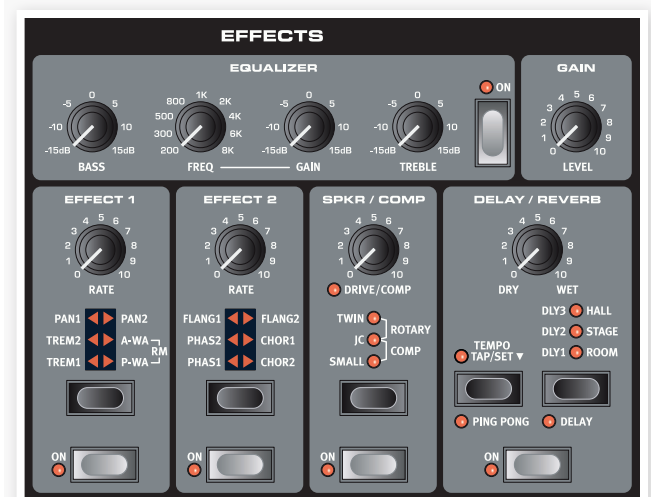 EFFECTS
EQUALIZER
-15dB -10 -5 0 5 10 15dB
BASS
200 300 500 800 1K 2K 4K 6K 8K
FREQ
-15dB -10 -5 0 5 10 15dB
GAIN
-15dB -10 -5 0 5 10 15dB
TREBLE
ON
GAIN
0 1 2 3 4 5 6 7 8 9 10
LEVEL
EFFECT 1
0 1 2 3 4 5 6 7 8 9 10
RATE
PAN1 PAN2
TREM2 A-WA
RM
TREM1 P-WA
ON
EFFECT 2
0 1 2 3 4 5 6 7 8 9 10
RATE
FLANG1 FLANG2
PHAS2 CHOR1
PHAS1 CHOR2
ON
SPKR / COMP
0 1 2 3 4 5 6 7 8 9 10
DRIVE/COMP
TWIN
ROTARY
JC
COMP
SMALL
ON
DELAY / REVERB
0 1 2 3 4 5 6 7 8 9 10
DRY WET
DLY3 HALL
DLY2 STAGE
DLY1 ROOM
TEMPO
TAP/SET ▼
PING PONG
DELAY
ON